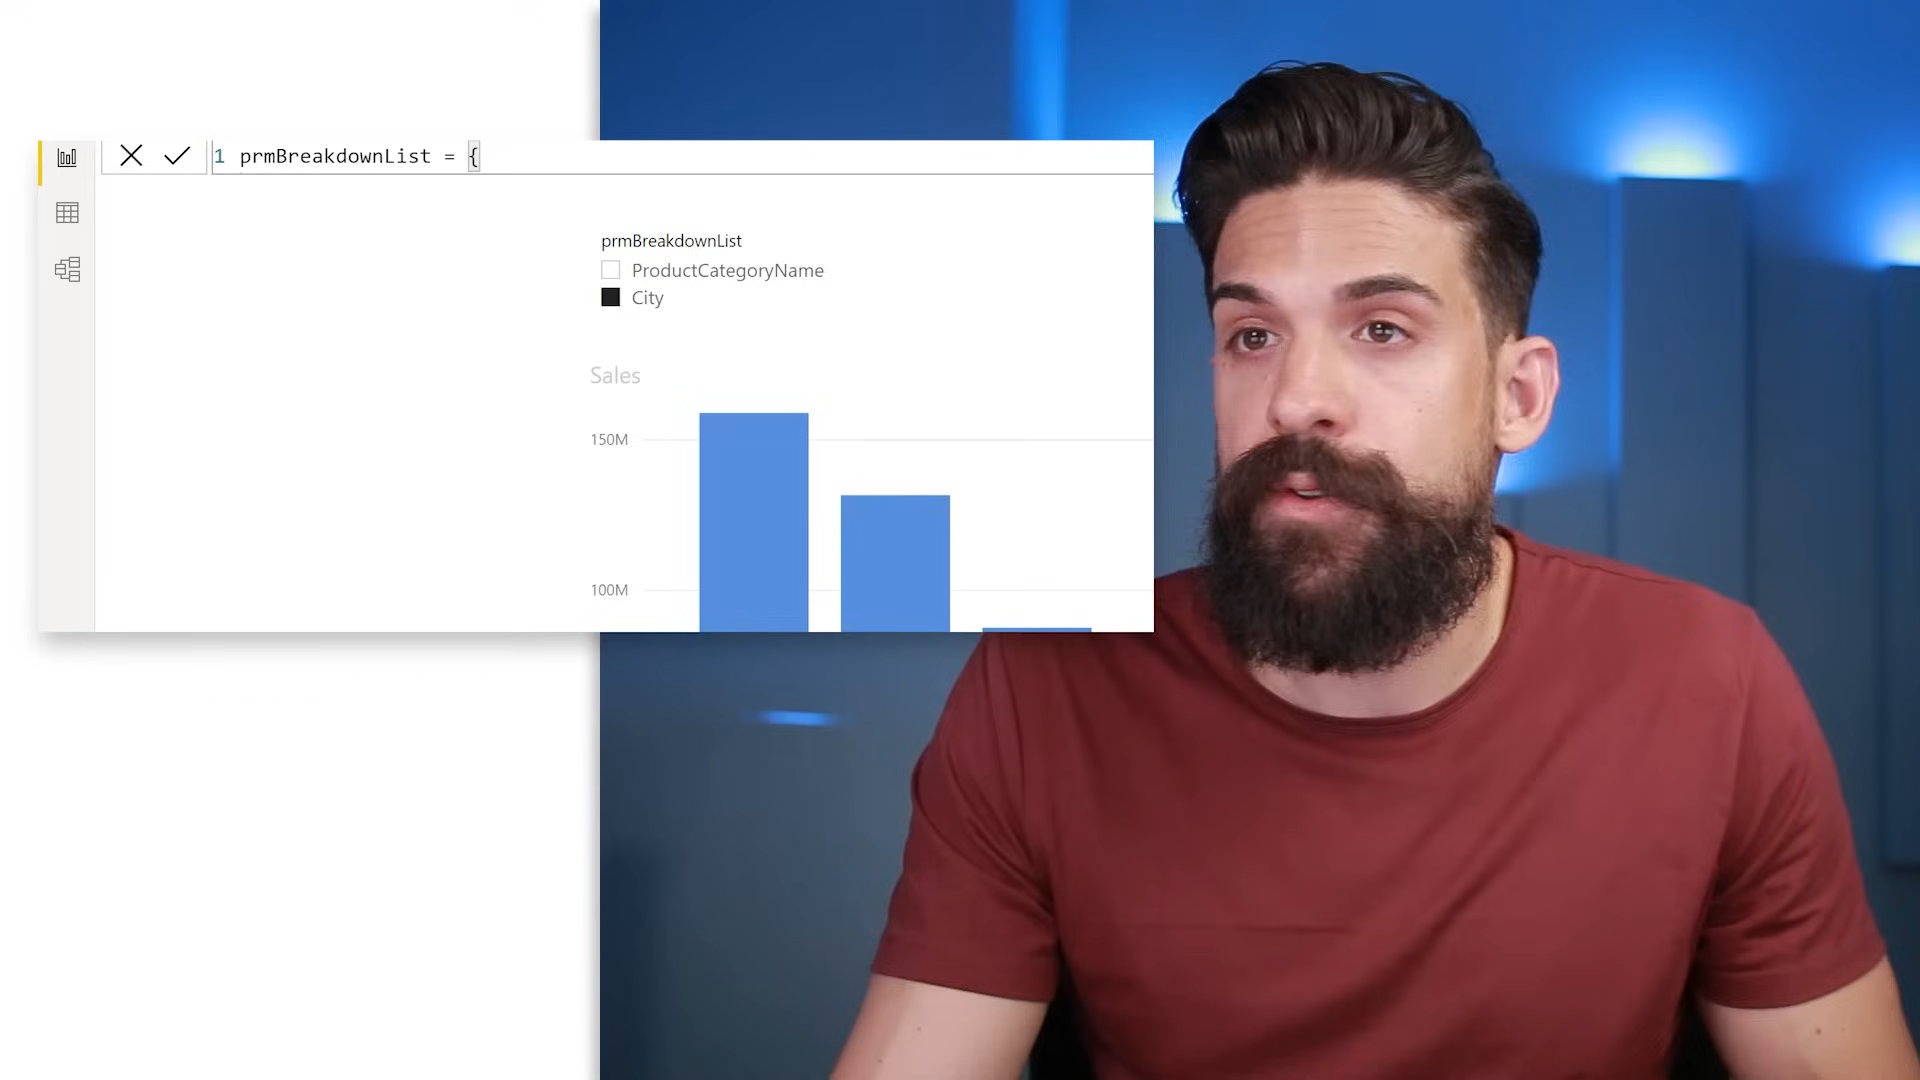 1 prmBreakdownList = {
prmBreakdownList
ProductCategoryName
City
Sales
150M
100M